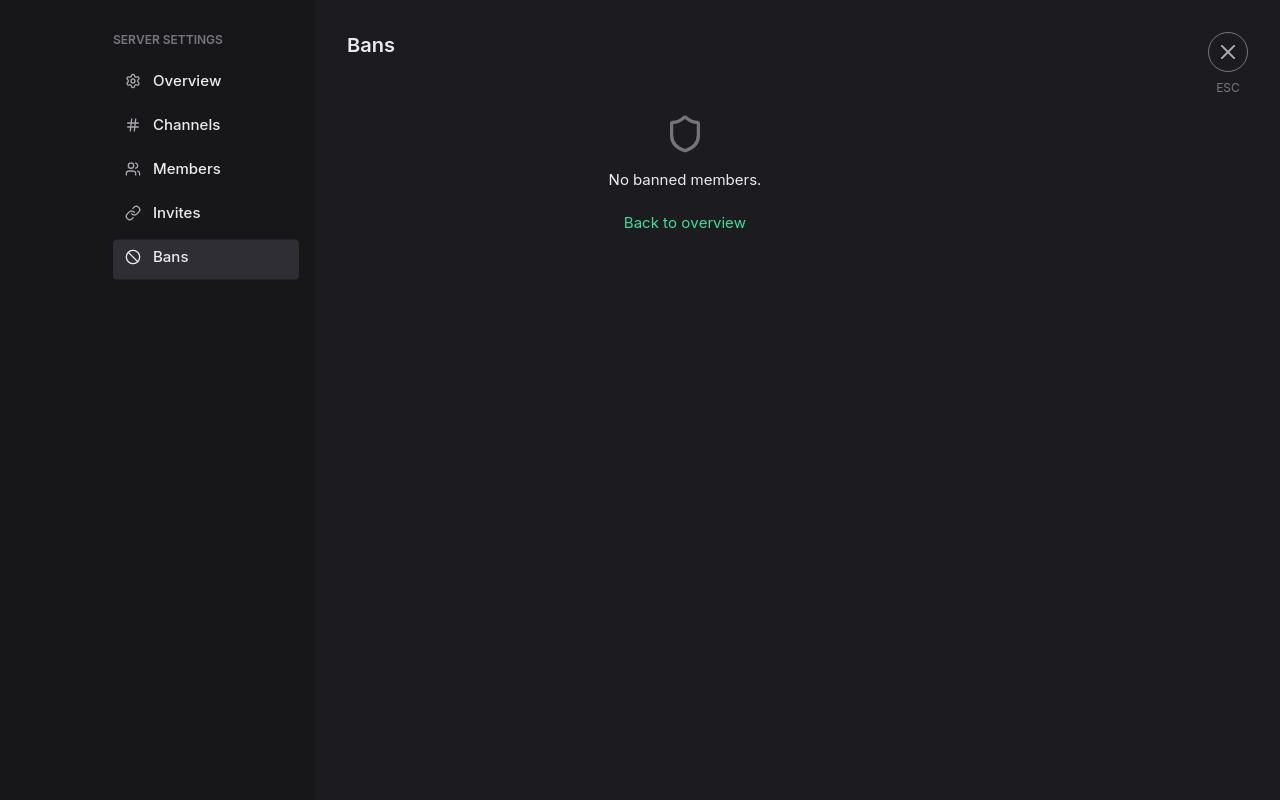 SERVER SETTINGS
Overview
Channels
Members
Invites
Bans
Bans
ESC
No banned members.
Back to overview